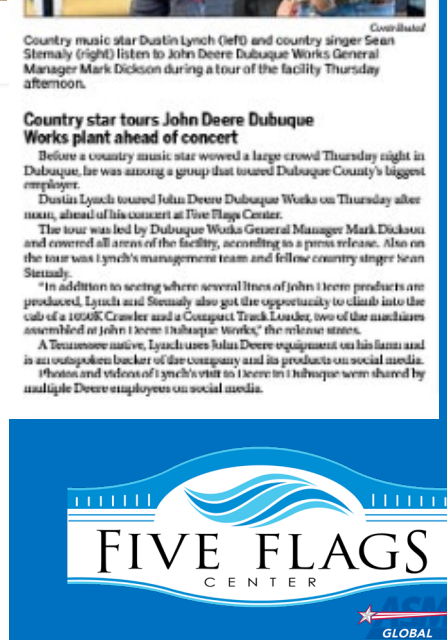 Contributed
Country music star Dustin Lynch (left) and country singer Sean
Stemaly (right) listen to John Deere Dubuque Works General
Manager Mark Dickson during a tour of the facility Thursday
afternoon.
Country star tours John Deere Dubuque
Works plant ahead of concert
Before a country music star wowed a large crowd Thursday night in
Dubuque, he was among a group that toured Dubuque County's biggest
employer.
Dustin Lynch toured John Deere Dubuque Works on Thursday after
noon, ahead of his concert at Five Flags Center.
The tour was led by Dubuque Works General Manager Mark Dickson
and covered all areas of the facility, according to a press release. Also on
the tour was Lynch's management team and fellow country singer Sean
Stemaly.
"In addition to seeing where several lines of John Deere products are
produced, Lynch and Stemaly also got the opportunity to climb into the
cab of a 1050K Crawler and a Compact Track Loader, two of the machines
assembled at John Deere Dubuque Works," the release states.
A Tennessee native, Lynch uses John Deere equipment on his farm and
is an outspoken backer of the company and its products on social media.
Photos and videos of Lynch's visit to Deere in Dubuque were shared by
multiple Deere employees on social media.
FIVE FLAGS
CENTER
ASM
GLOBAL